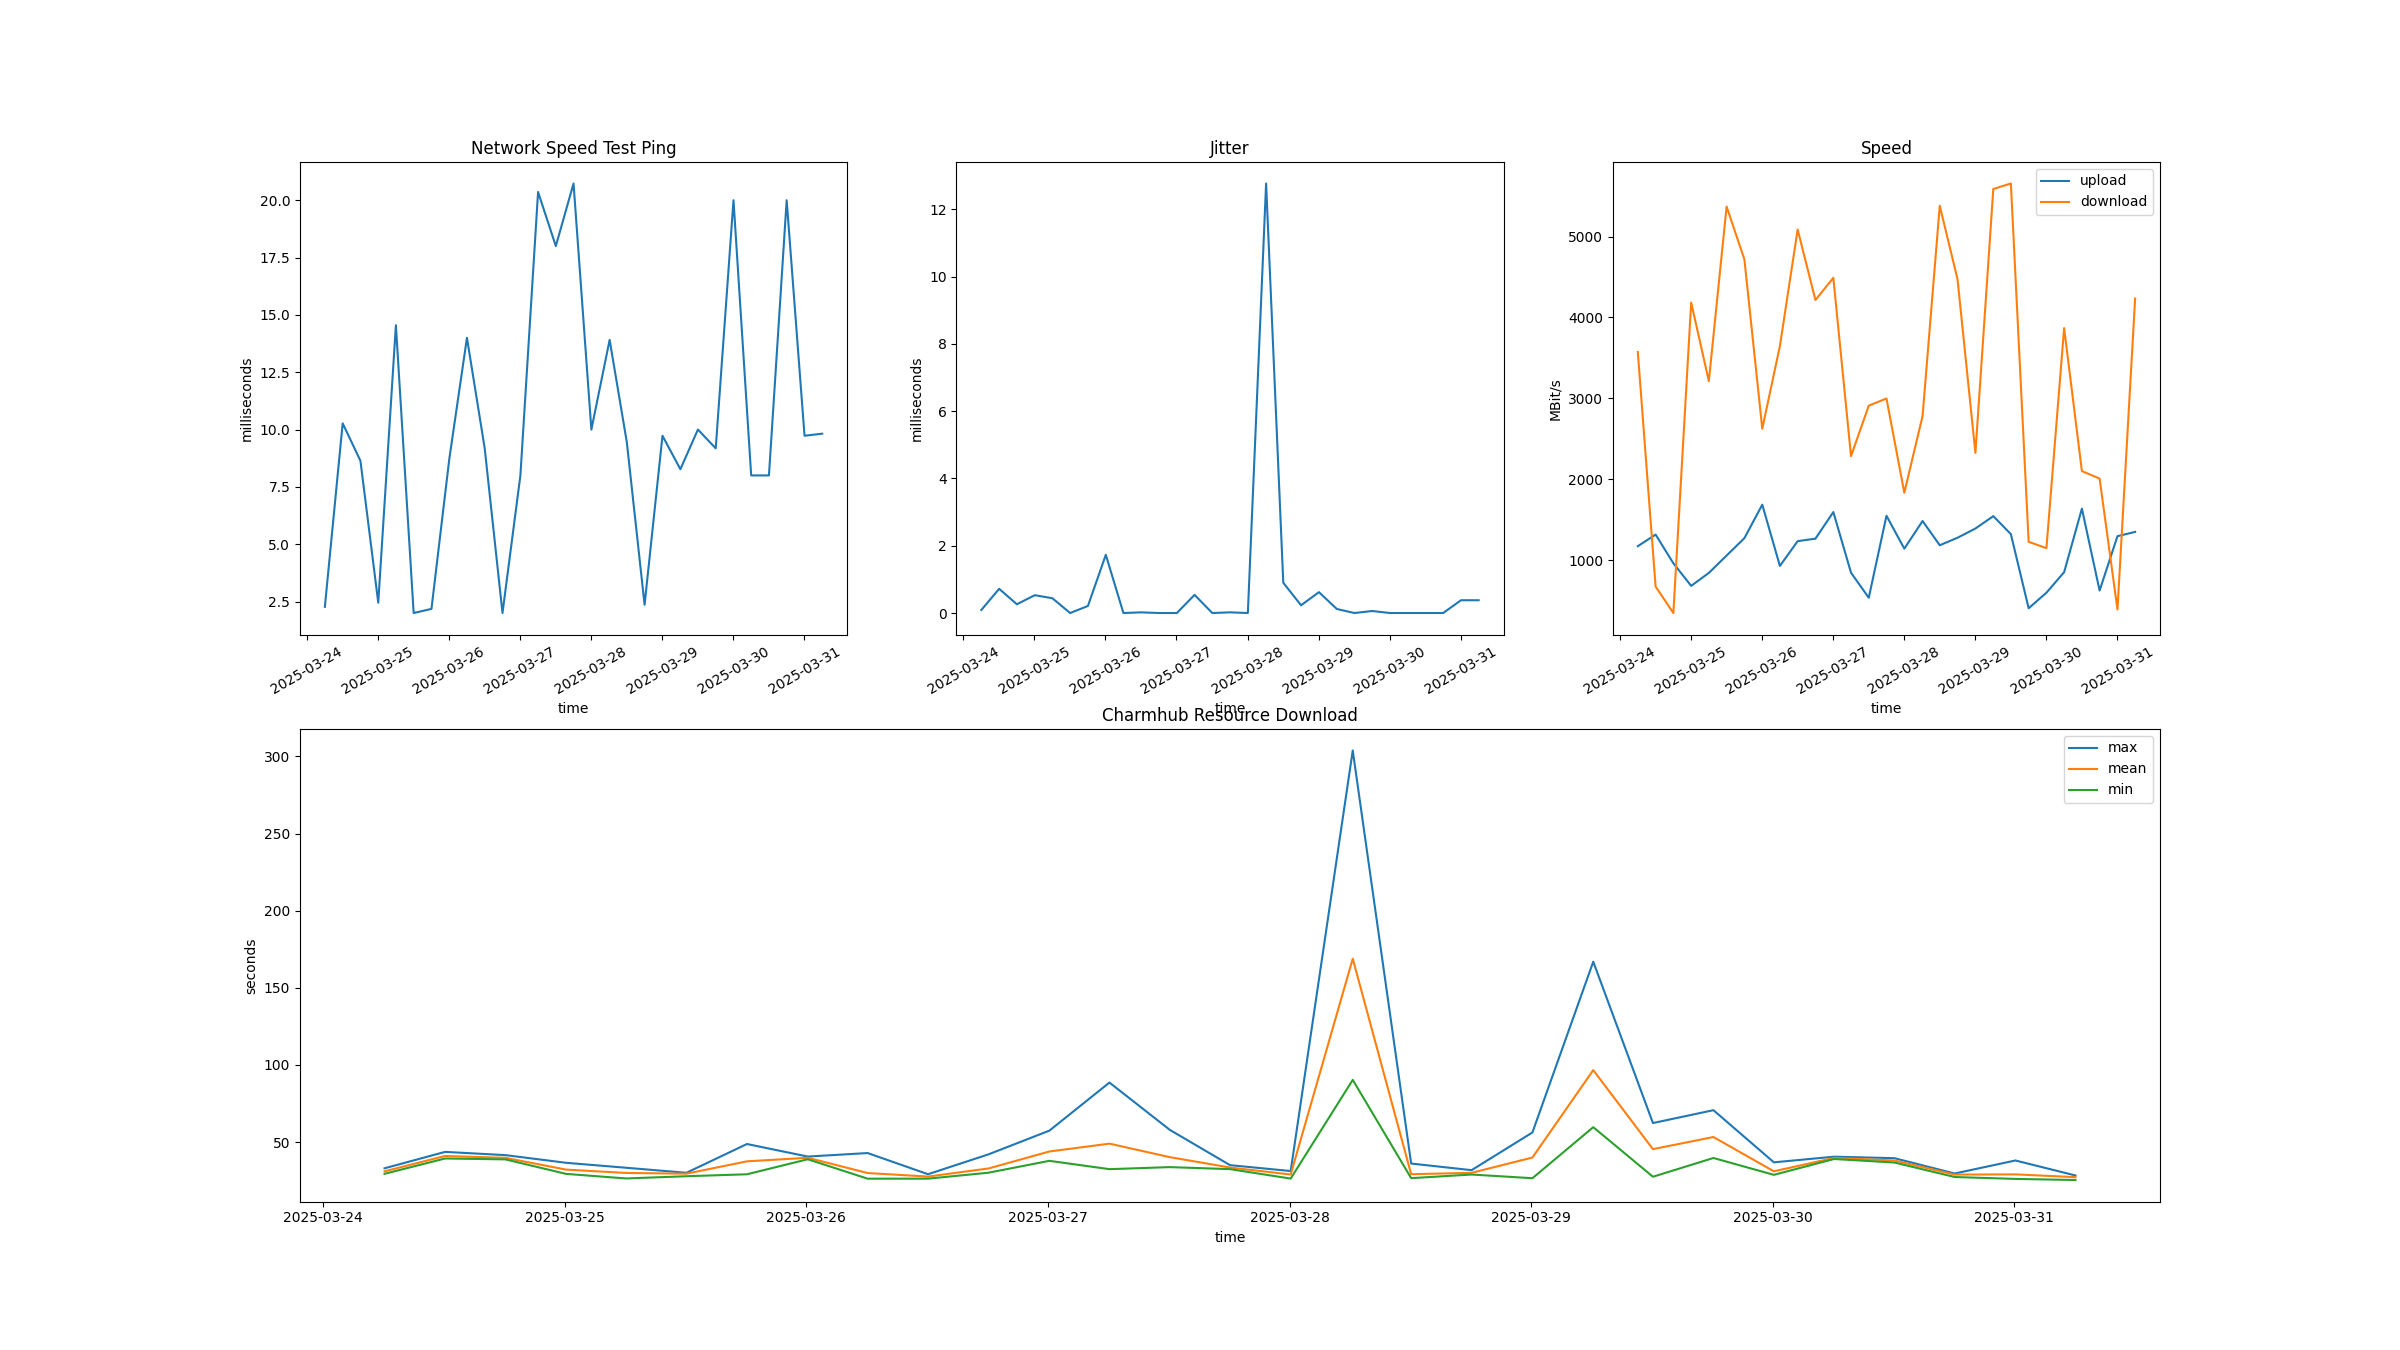 Network Speed Test Ping
milliseconds
20.0
17.5
15.0
12.5
10.0
7.5
5.0
2.5
2025-03-24 2025-03-25 2025-03-26 2025-03-27 2025-03-28 2025-03-29 2025-03-30 2025-03-31
time
Jitter
milliseconds
12
10
8
6
4
2
0
2025-03-24 2025-03-25 2025-03-26 2025-03-27 2025-03-28 2025-03-29 2025-03-30 2025-03-31
time
Speed
upload
download
MBit/s
5000
4000
3000
2000
1000
2025-03-24 2025-03-25 2025-03-26 2025-03-27 2025-03-28 2025-03-29 2025-03-30 2025-03-31
time
Charmhub Resource Download
max
mean
min
seconds
300
250
200
150
100
50
2025-03-24 2025-03-25 2025-03-26 2025-03-27 2025-03-28 2025-03-29 2025-03-30 2025-03-31
time